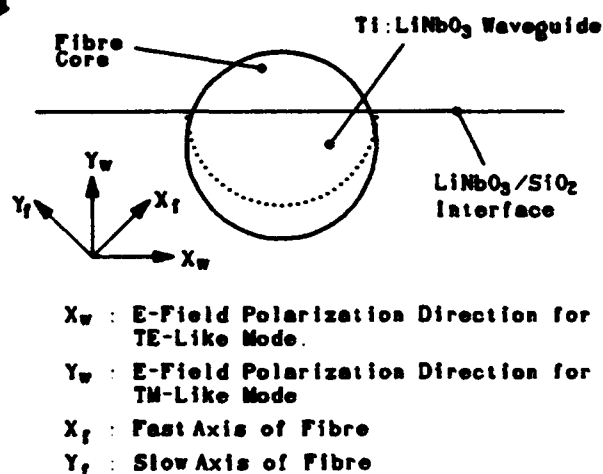 Ti:LiNbO3 Waveguide
Fibre
Core
LiNbO3/SiO2
Interface
Yw
Yf
Xf
Xw
Xw : E-Field Polarization Direction for
TE-Like Mode.
Yw : E-Field Polarization Direction for
TM-Like Mode
Xf : Fast Axis of Fibre
Yf : Slow Axis of Fibre